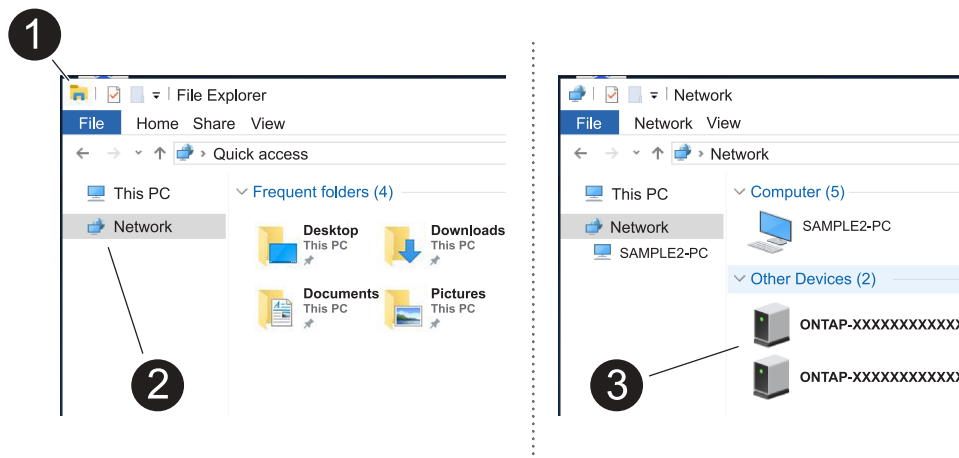 1
File Explorer
File Home Share View
Quick access
This PC
Network
Frequent folders (4)
Desktop
This PC
Downloads
This PC
Documents
This PC
Pictures
This PC
2
Network
File Network View
Network
This PC
Network
SAMPLE2-PC
Computer (5)
SAMPLE2-PC
Other Devices (2)
ONTAP-XXXXXXXXXXXX
ONTAP-XXXXXXXXXXXX
3